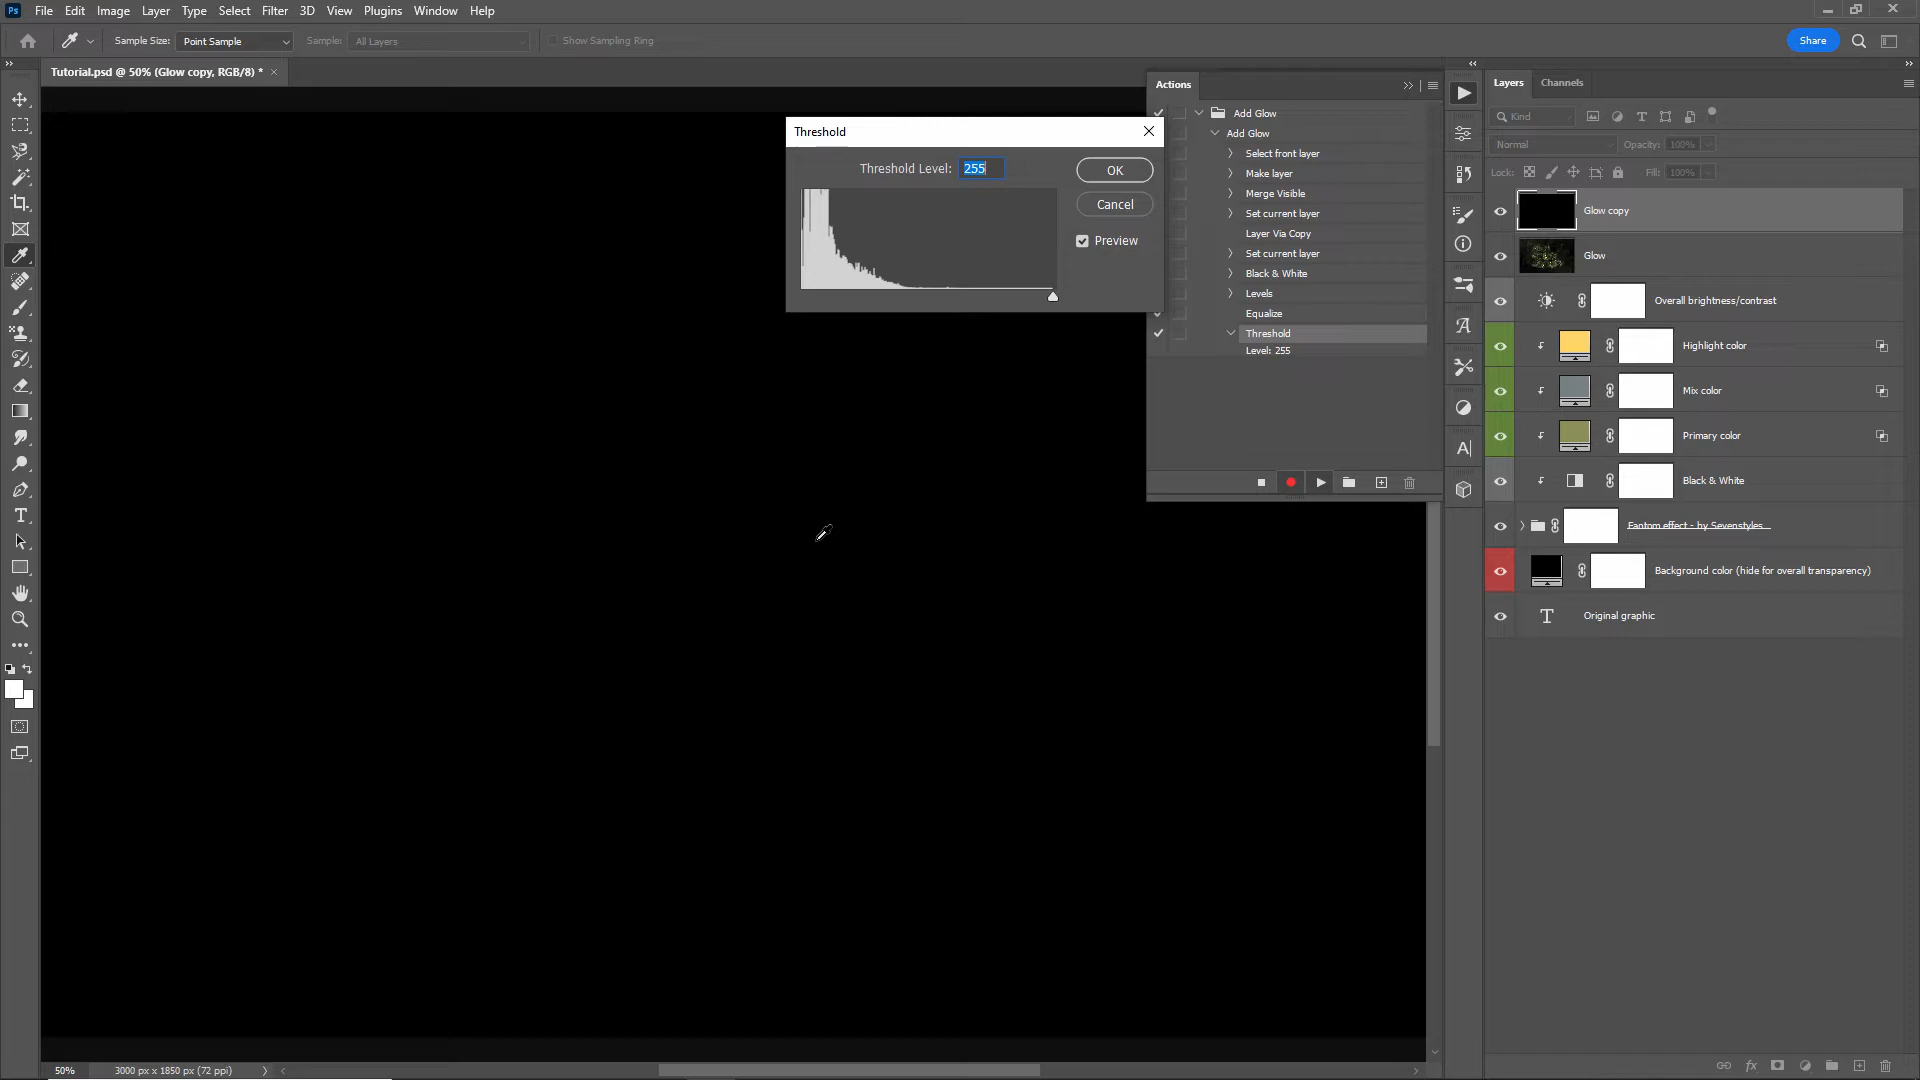 Ps File Edit Image Layer Type Select Filter 3D View Plugins Window Help
Sample Size: Point Sample Sample: All Layers Show Sampling Ring Share
Tutorial.psd @ 50% (Glow copy, RGB/8) *
Actions
Add Glow
Add Glow
Select front layer
Make layer
Merge Visible
Set current layer
Layer Via Copy
Set current layer
Black & White
Levels
Equalize
Threshold
Level: 255
Threshold
Threshold Level: 255
OK
Cancel
Preview
Layers Channels
Kind
Normal Opacity: 100%
Lock: Fill: 100%
Glow copy
Glow
Overall brightness/contrast
Highlight color
Mix color
Primary color
Black & White
Fantom effect - by Sevenstyles
Background color (hide for overall transparency)
Original graphic
50% 3000 px x 1850 px (72 ppi)